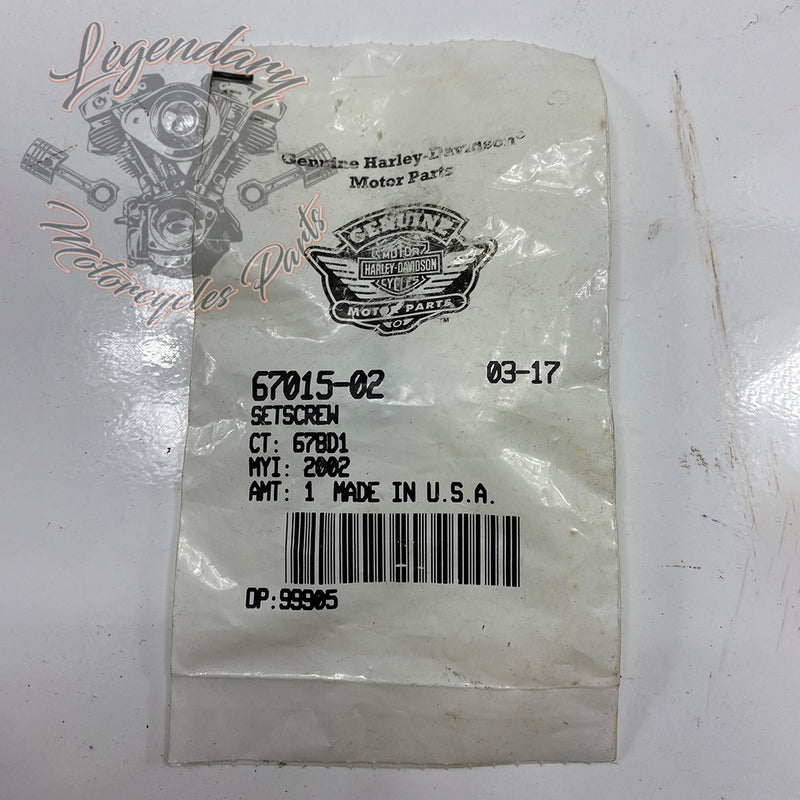 Legendary
Motorcycles Parts
Genuine Harley-Davidson®
Motor Parts
GENUINE
MOTOR
HARLEY-DAVIDSON
CYCLES
MOTOR PARTS
TM
67015-02 03-17
SETSCREW
CT: 67BD1
MYI: 2002
AMT: 1 MADE IN U.S.A.
OP:99905